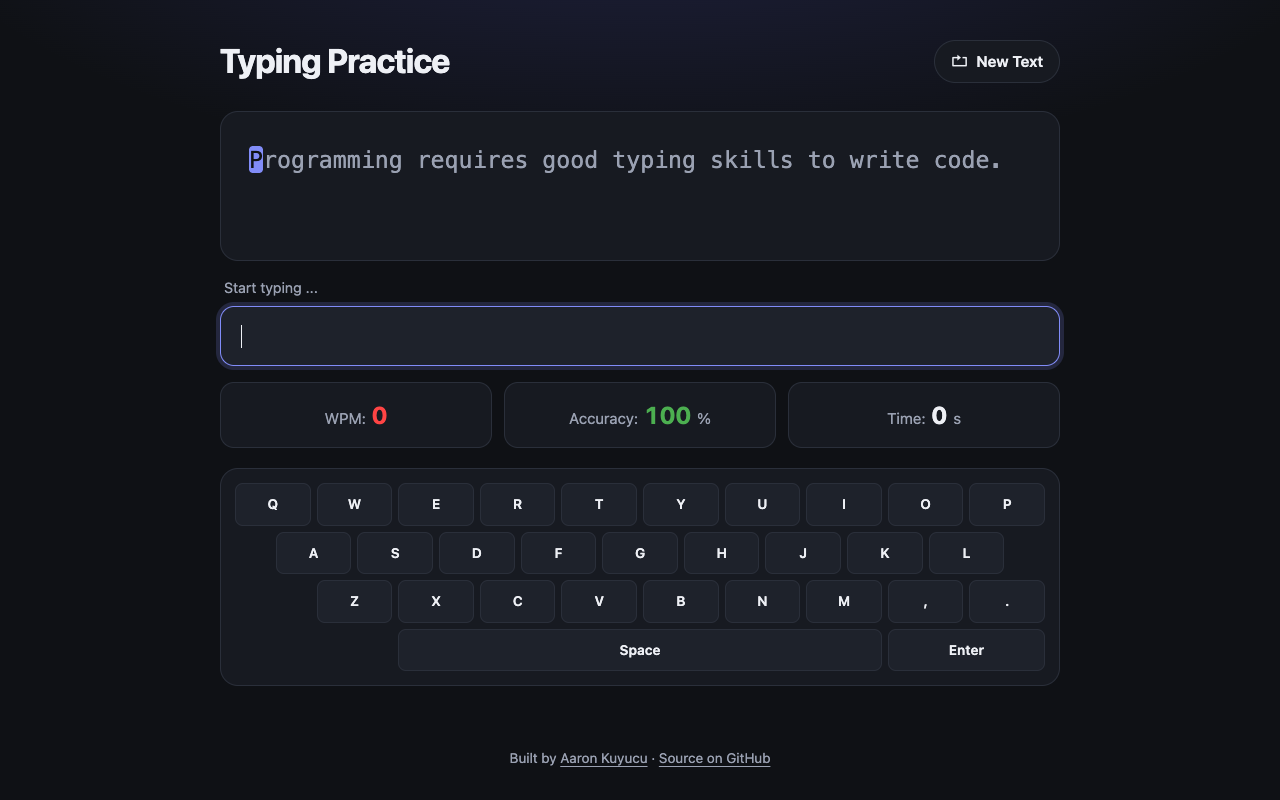 Typing Practice
New Text
Programming requires good typing skills to write code.
Start typing ...
WPM: 0
Accuracy: 100 %
Time: 0 s
Q W E R T Y U I O P
A S D F G H J K L
Z X C V B N M , .
Space Enter
Built by Aaron Kuyucu · Source on GitHub